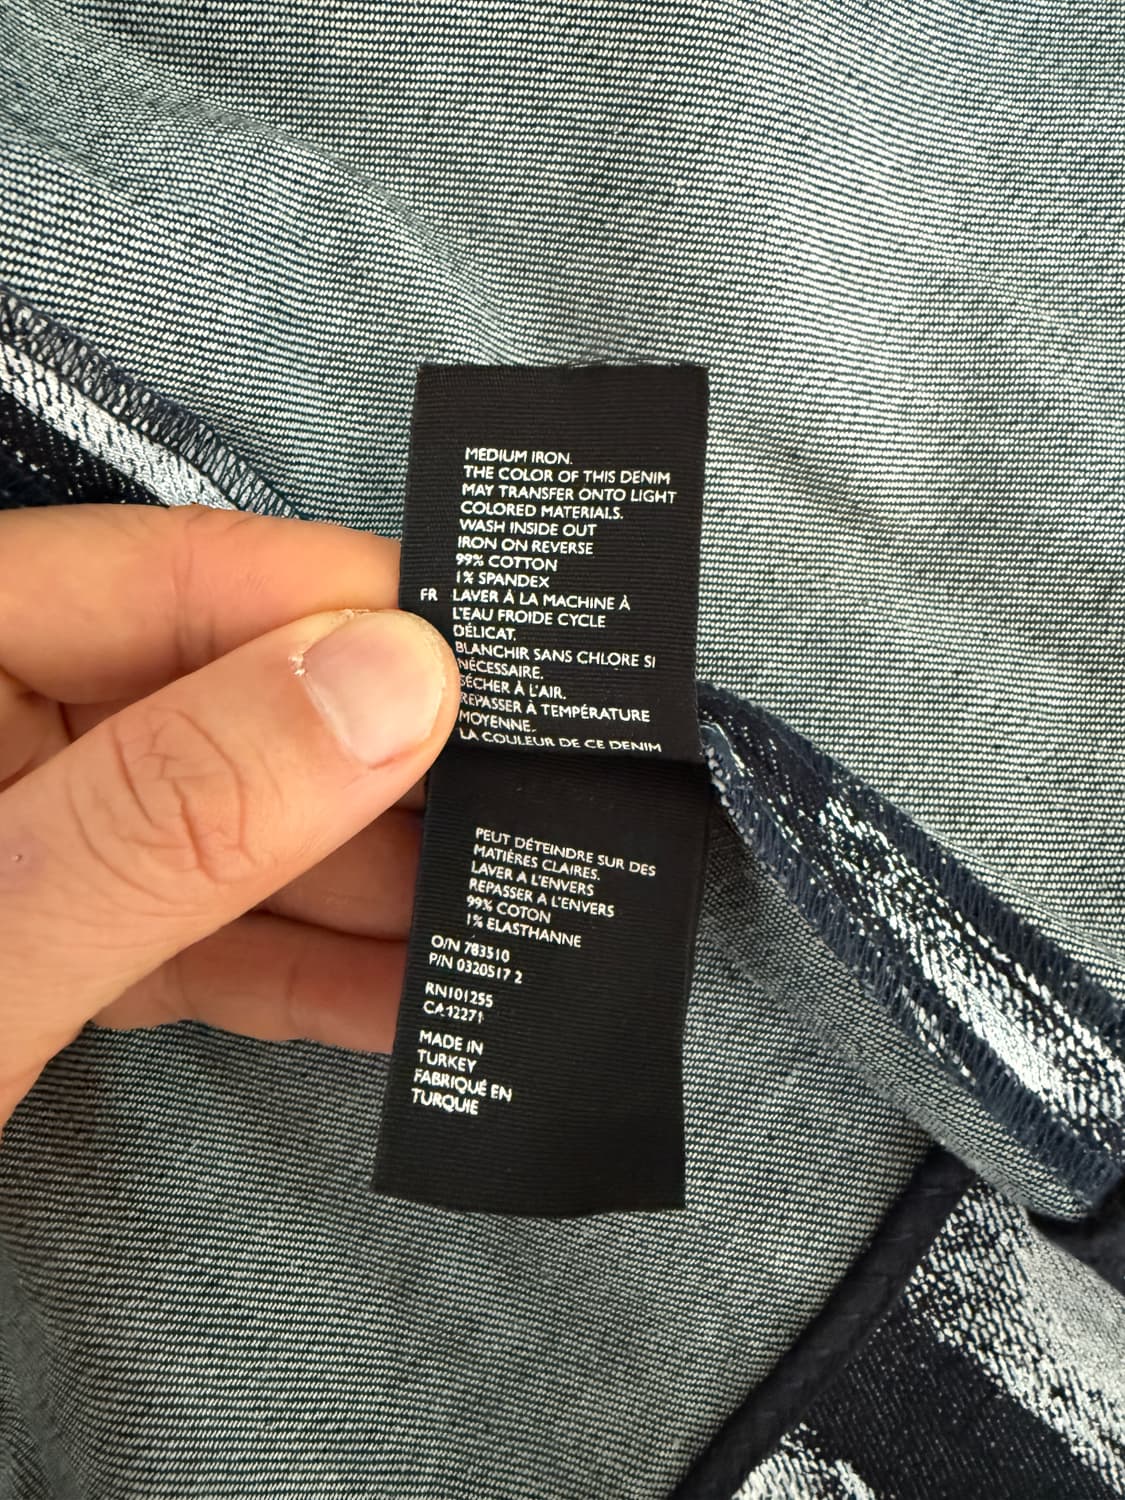 MEDIUM IRON.
THE COLOR OF THIS DENIM
MAY TRANSFER ONTO LIGHT
COLORED MATERIALS.
WASH INSIDE OUT
IRON ON REVERSE
99% COTTON
1% SPANDEX
FR LAVER À LA MACHINE À
L'EAU FROIDE CYCLE
DÉLICAT.
BLANCHIR SANS CHLORE SI
NÉCESSAIRE.
SÉCHER À L'AIR.
REPASSER À TEMPÉRATURE
MOYENNE.
LA COULEUR DE CE DENIM
PEUT DÉTEINDRE SUR DES
MATIÈRES CLAIRES.
LAVER A L'ENVERS
REPASSER A L'ENVERS
99% COTON
1% ELASTHANNE
O/N 783510
P/N 0320517 2
RN101255
CA12271
MADE IN
TURKEY
FABRIQUÉ EN
TURQUIE